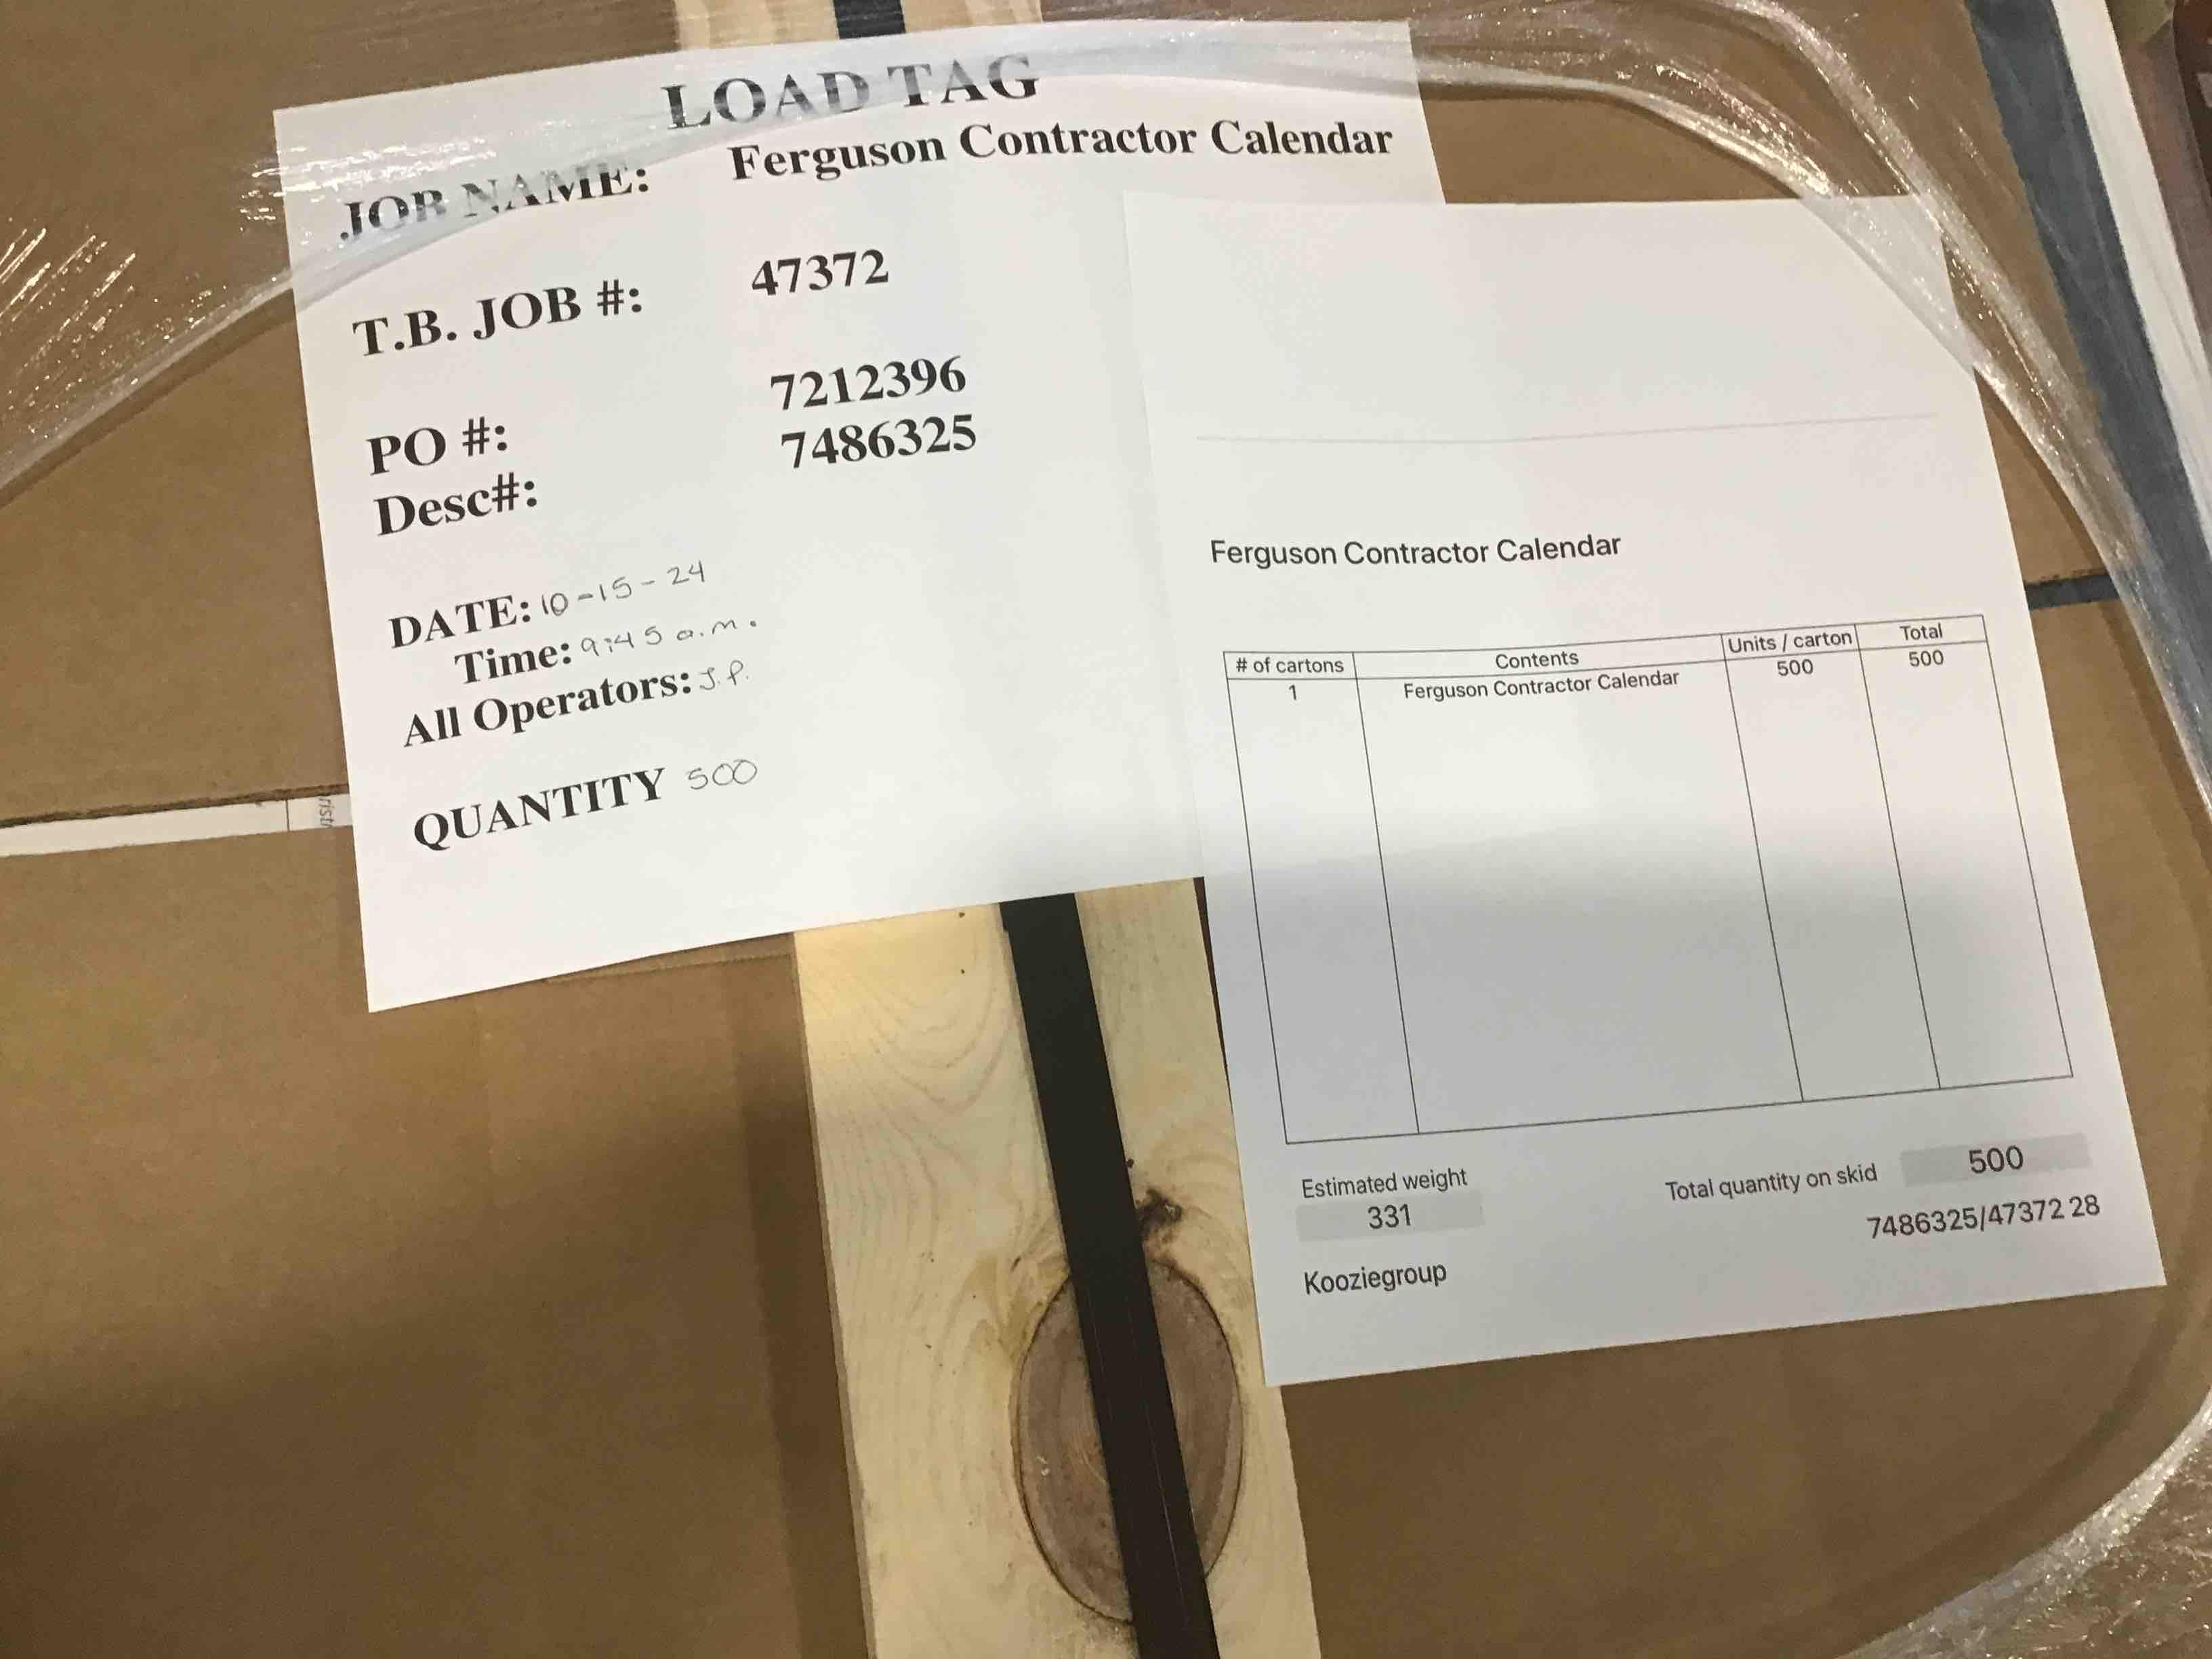 LOAD TAG
JOB NAME: Ferguson Contractor Calendar
T.B. JOB #: 47372
7212396
PO #: 7486325
Desc#:
DATE: 10-15-24
Time: 9:45 a.m.
All Operators: J.P.
QUANTITY 500
Ferguson Contractor Calendar
# of cartons Contents Units / carton Total
1 Ferguson Contractor Calendar 500 500
Estimated weight Total quantity on skid 500
331 7486325/47372 28
Kooziegroup